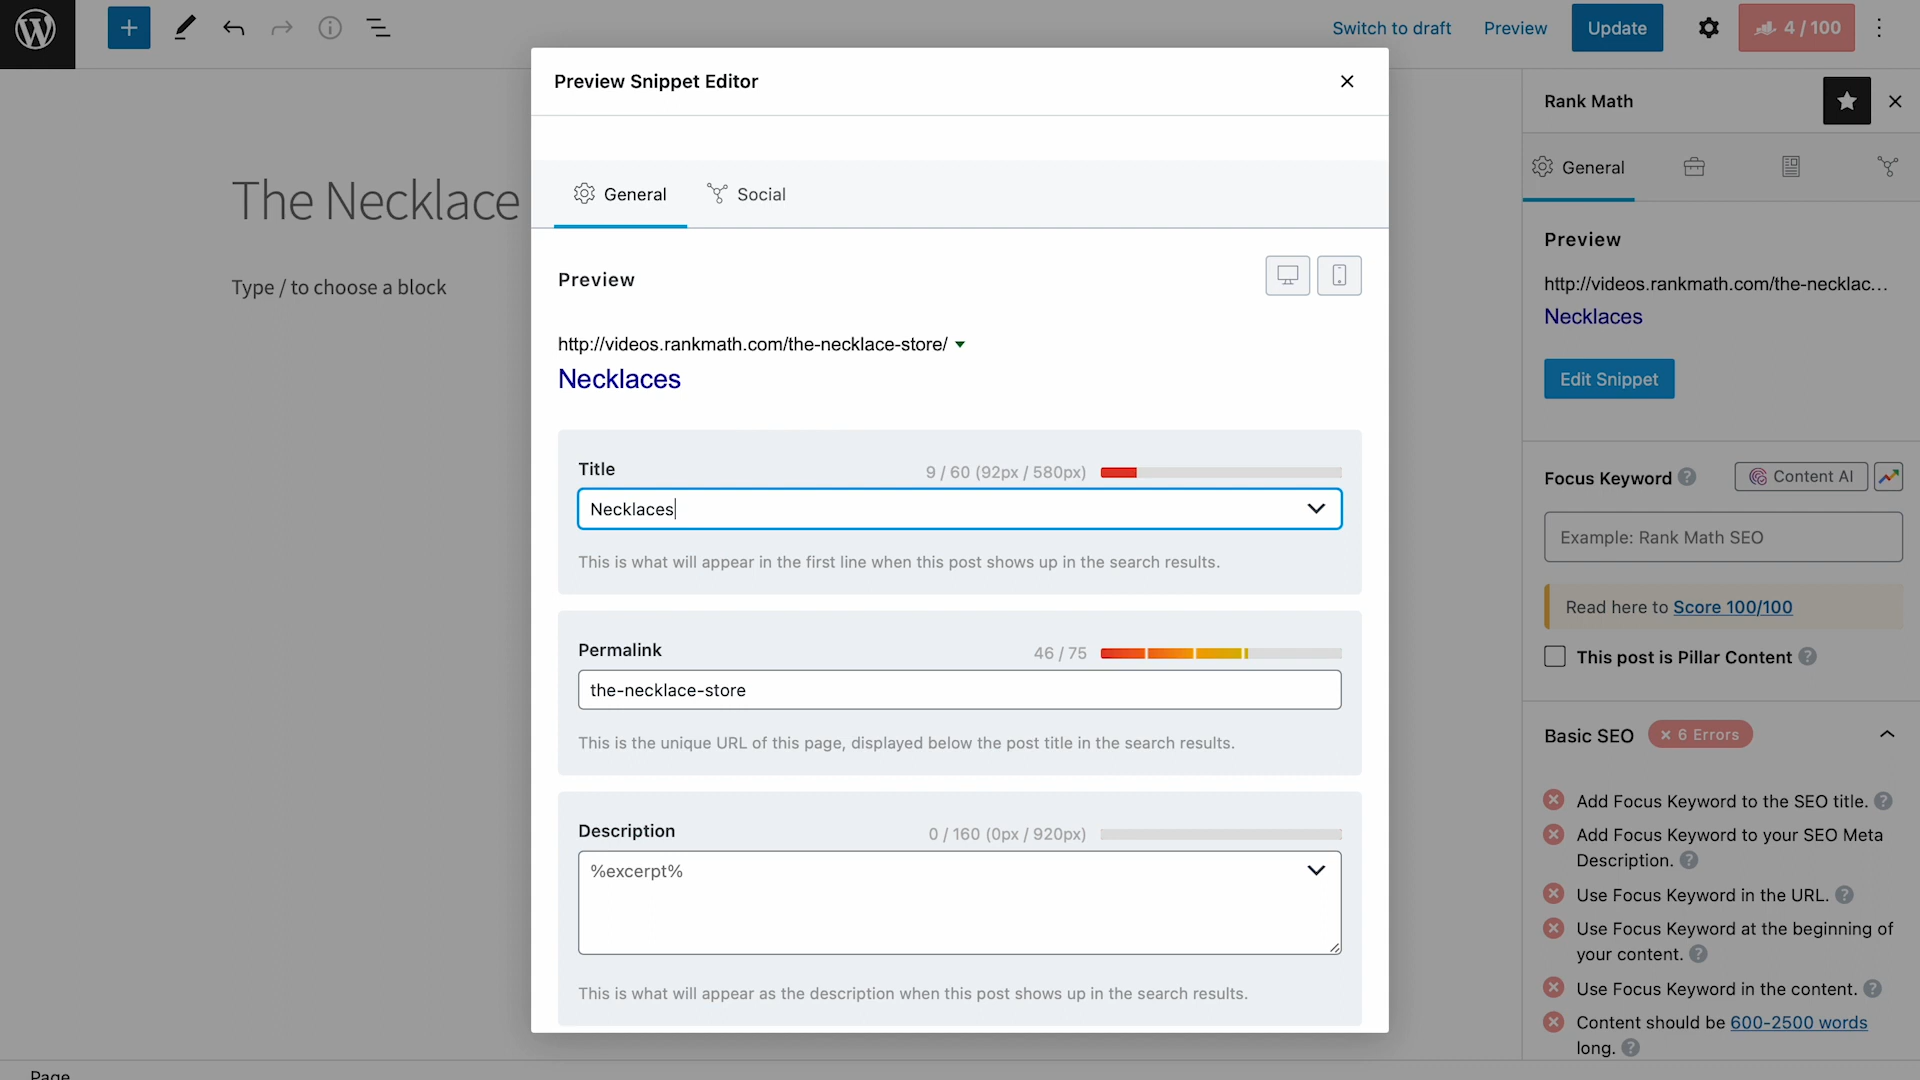 Switch to draft
Preview
Update
4 / 100
Preview Snippet Editor
Rank Math
General
Social
General
The Necklace
Type / to choose a block
Preview
http://videos.rankmath.com/the-necklace-store/
Necklaces
Title
9 / 60 (92px / 580px)
Necklaces
This is what will appear in the first line when this post shows up in the search results.
Permalink
46 / 75
the-necklace-store
This is the unique URL of this page, displayed below the post title in the search results.
Description
0 / 160 (0px / 920px)
%excerpt%
This is what will appear as the description when this post shows up in the search results.
Preview
http://videos.rankmath.com/the-necklac...
Necklaces
Edit Snippet
Focus Keyword
Content AI
Example: Rank Math SEO
Read here to Score 100/100
This post is Pillar Content
Basic SEO
× 6 Errors
Add Focus Keyword to the SEO title.
Add Focus Keyword to your SEO Meta
Description.
Use Focus Keyword in the URL.
Use Focus Keyword at the beginning of
your content.
Use Focus Keyword in the content.
Content should be 600-2500 words
long.
Page